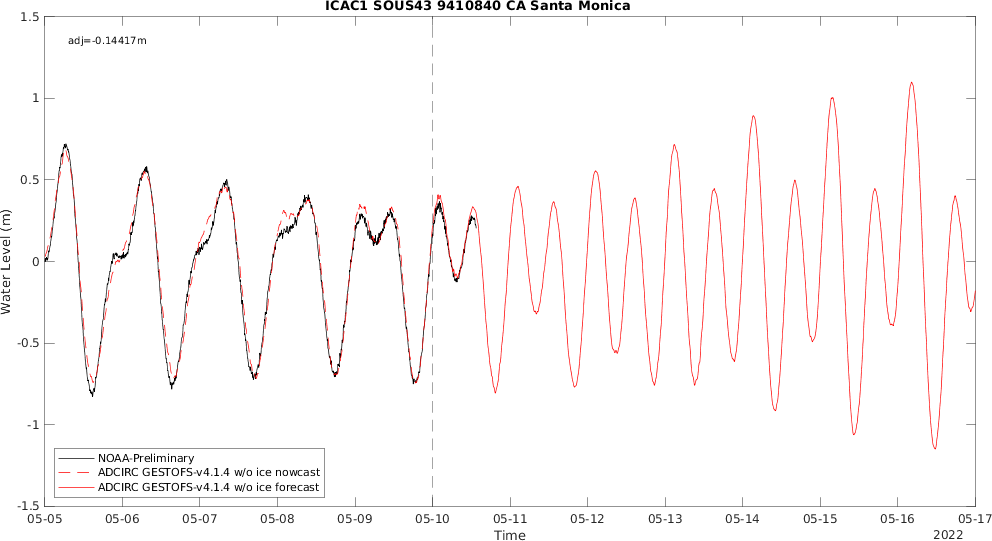 ICAC1 SOUS43 9410840 CA Santa Monica
adj=-0.14417m
1.5
1
0.5
0
-0.5
-1
-1.5
Water Level (m)
NOAA-Preliminary
ADCIRC GESTOFS-v4.1.4 w/o ice nowcast
ADCIRC GESTOFS-v4.1.4 w/o ice forecast
05-05 05-06 05-07 05-08 05-09 05-10 05-11 05-12 05-13 05-14 05-15 05-16 05-17
Time
2022